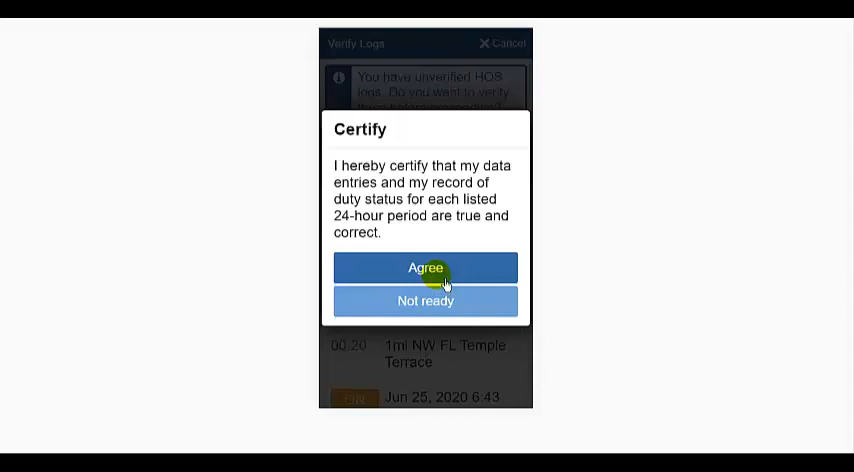 Verify Logs
Cancel
You have unverified HOS
logs. Do you want to verify
Certify
I hereby certify that my data
entries and my record of
duty status for each listed
24-hour period are true and
correct.
Agree
Not ready
00:20 1mi NW FL Temple
Terrace
ON Jun 25, 2020 6:43